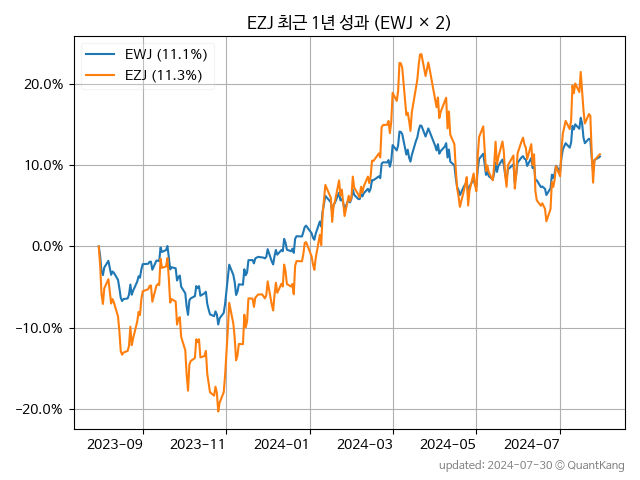 EZJ 최근 1년 성과 (EWJ × 2)
EWJ (11.1%)
EZJ (11.3%)
20.0%
10.0%
0.0%
−10.0%
−20.0%
2023-09 2023-11 2024-01 2024-03 2024-05 2024-07
updated: 2024-07-30 © QuantKang